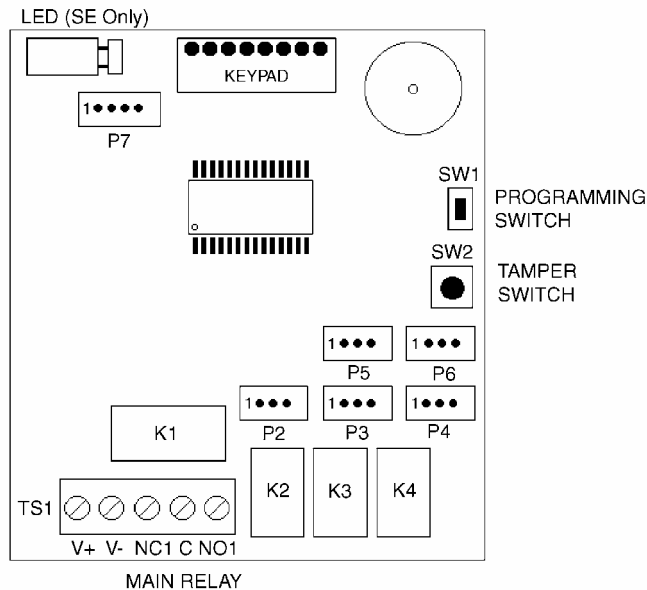 LED (SE Only)
KEYPAD
1
P7
SW1
PROGRAMMING
SWITCH
SW2
TAMPER
SWITCH
1
1
P5
P6
1
1
1
P2
P3
P4
K1
K2
K3
K4
TS1
V+ V- NC1 C NO1
MAIN RELAY